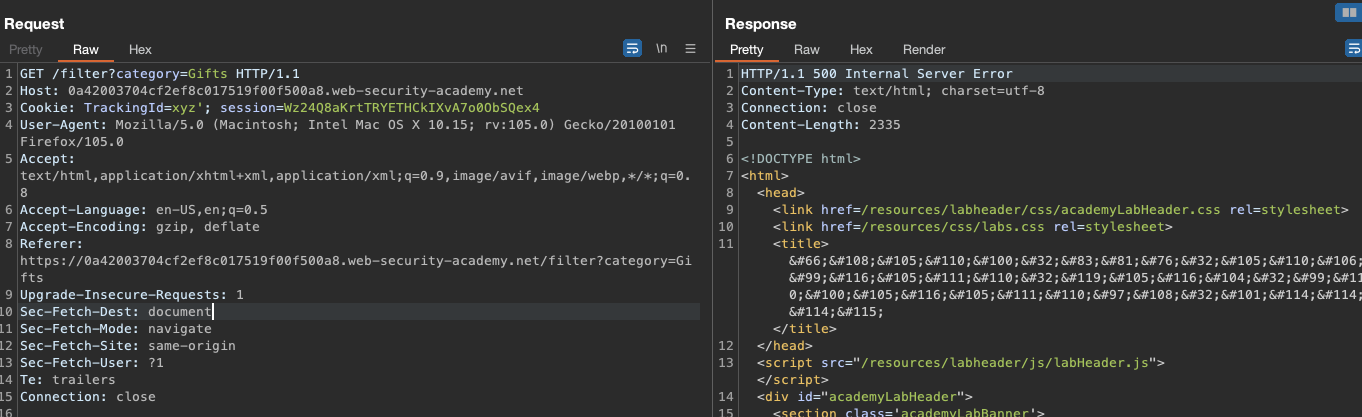 Request
Pretty Raw Hex \n
1 GET /filter?category=Gifts HTTP/1.1
2 Host: 0a42003704cf2ef8c017519f00f500a8.web-security-academy.net
3 Cookie: TrackingId=xyz'; session=Wz24Q8aKrtTRYETHCkIXvA7o0ObSQex4
4 User-Agent: Mozilla/5.0 (Macintosh; Intel Mac OS X 10.15; rv:105.0) Gecko/20100101
Firefox/105.0
5 Accept:
text/html,application/xhtml+xml,application/xml;q=0.9,image/avif,image/webp,*/*;q=0.
8
6 Accept-Language: en-US,en;q=0.5
7 Accept-Encoding: gzip, deflate
8 Referer:
https://0a42003704cf2ef8c017519f00f500a8.web-security-academy.net/filter?category=Gi
fts
9 Upgrade-Insecure-Requests: 1
10 Sec-Fetch-Dest: document
11 Sec-Fetch-Mode: navigate
12 Sec-Fetch-Site: same-origin
13 Sec-Fetch-User: ?1
14 Te: trailers
15 Connection: close
16
Response
Pretty Raw Hex Render
1 HTTP/1.1 500 Internal Server Error
2 Content-Type: text/html; charset=utf-8
3 Connection: close
4 Content-Length: 2335
5
6 <!DOCTYPE html>
7 <html>
8 <head>
9 <link href=/resources/labheader/css/academyLabHeader.css rel=stylesheet>
10 <link href=/resources/css/labs.css rel=stylesheet>
11 <title>
&#66;&#108;&#105;&#110;&#100;&#32;&#83;&#81;&#76;&#32;&#105;&#110;&#106;
&#99;&#116;&#105;&#111;&#110;&#32;&#119;&#105;&#116;&#104;&#32;&#99;&#11
0;&#100;&#105;&#116;&#105;&#111;&#110;&#97;&#108;&#32;&#101;&#114;&#114;
&#114;&#115;
</title>
12 </head>
13 <script src="/resources/labheader/js/labHeader.js">
</script>
14 <div id="academyLabHeader">
15 <section class='academyLabBanner'>